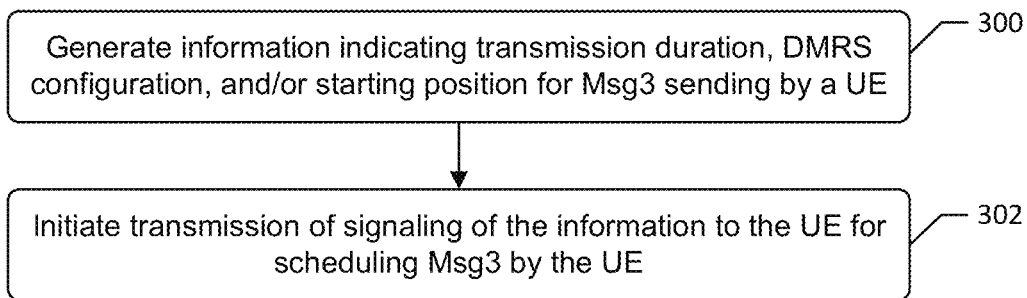 300
Generate information indicating transmission duration, DMRS
configuration, and/or starting position for Msg3 sending by a UE
302
Initiate transmission of signaling of the information to the UE for
scheduling Msg3 by the UE